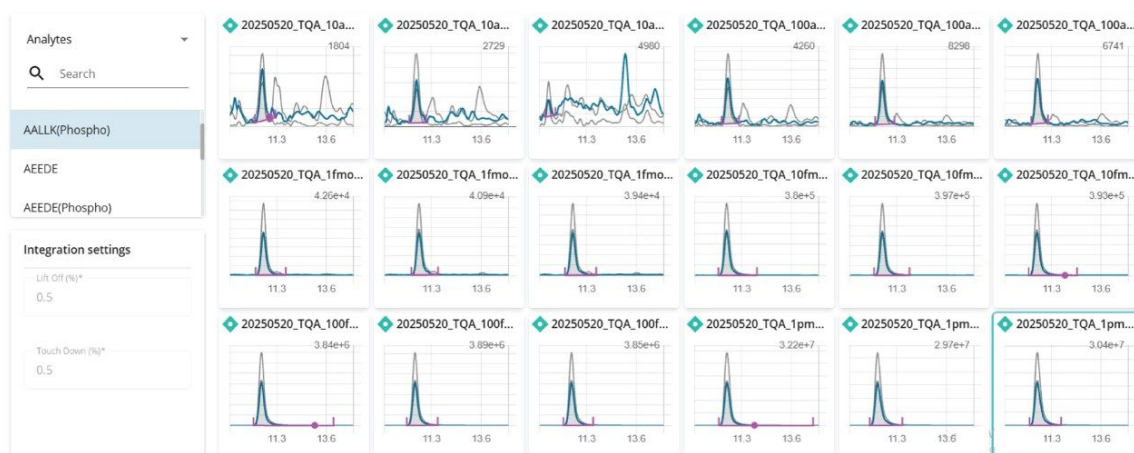 Analytes
Search
AALLK(Phospho)
AEEDE
AEEDE(Phospho)
Integration settings
Lift Off (%)*
0.5
Touch Down (%)*
0.5
20250520_TQA_10a... 20250520_TQA_10a... 20250520_TQA_10a... 20250520_TQA_100a... 20250520_TQA_100a... 20250520_TQA_100a...
1804 2729 4980 4260 8298 6741
11.3 13.6 11.3 13.6 11.3 13.6 11.3 13.6 11.3 13.6 11.3 13.6
20250520_TQA_1fmo... 20250520_TQA_1fmo... 20250520_TQA_1fmo... 20250520_TQA_10fm... 20250520_TQA_10fm... 20250520_TQA_10fm...
4.26e+4 4.09e+4 3.94e+4 3.8e+5 3.97e+5 3.93e+5
11.3 13.6 11.3 13.6 11.3 13.6 11.3 13.6 11.3 13.6 11.3 13.6
20250520_TQA_100f... 20250520_TQA_100f... 20250520_TQA_100f... 20250520_TQA_1pm... 20250520_TQA_1pm... 20250520_TQA_1pm...
3.84e+6 3.89e+6 3.85e+6 3.22e+7 2.97e+7 3.04e+7
11.3 13.6 11.3 13.6 11.3 13.6 11.3 13.6 11.3 13.6 11.3 13.6